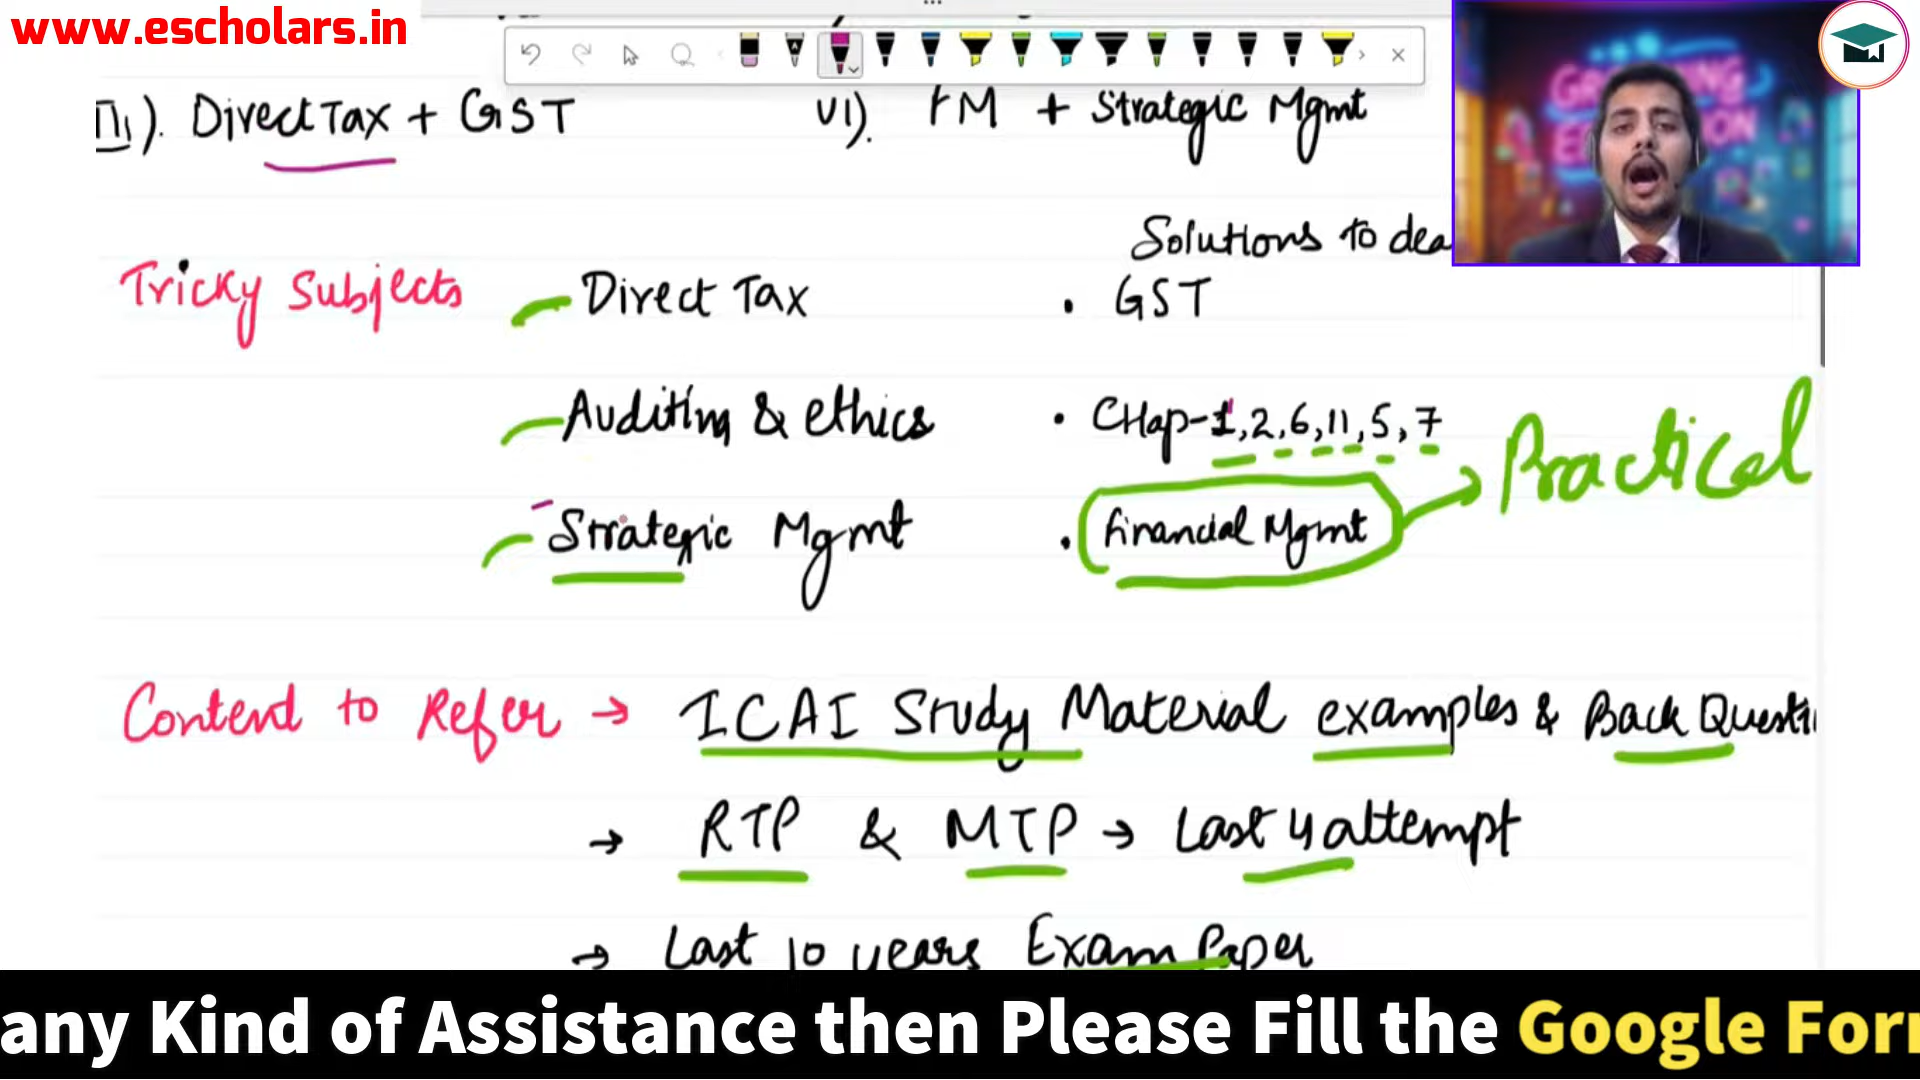 www.escholars.in
III). Direct Tax + GST
VI). FM + Strategic Mgmt
Solutions to dea
Tricky Subjects
Direct Tax
• GST
Auditing & ethics
• CHap-1,2,6,11,5,7
Practical
Strategic Mgmt
• Financial Mgmt
Content to Refer → ICAI Study Material examples & Back Questi
→ RTP & MTP → Last 4 attempt
→ Last 10 years Exam Paper
any Kind of Assistance then Please Fill the Google For